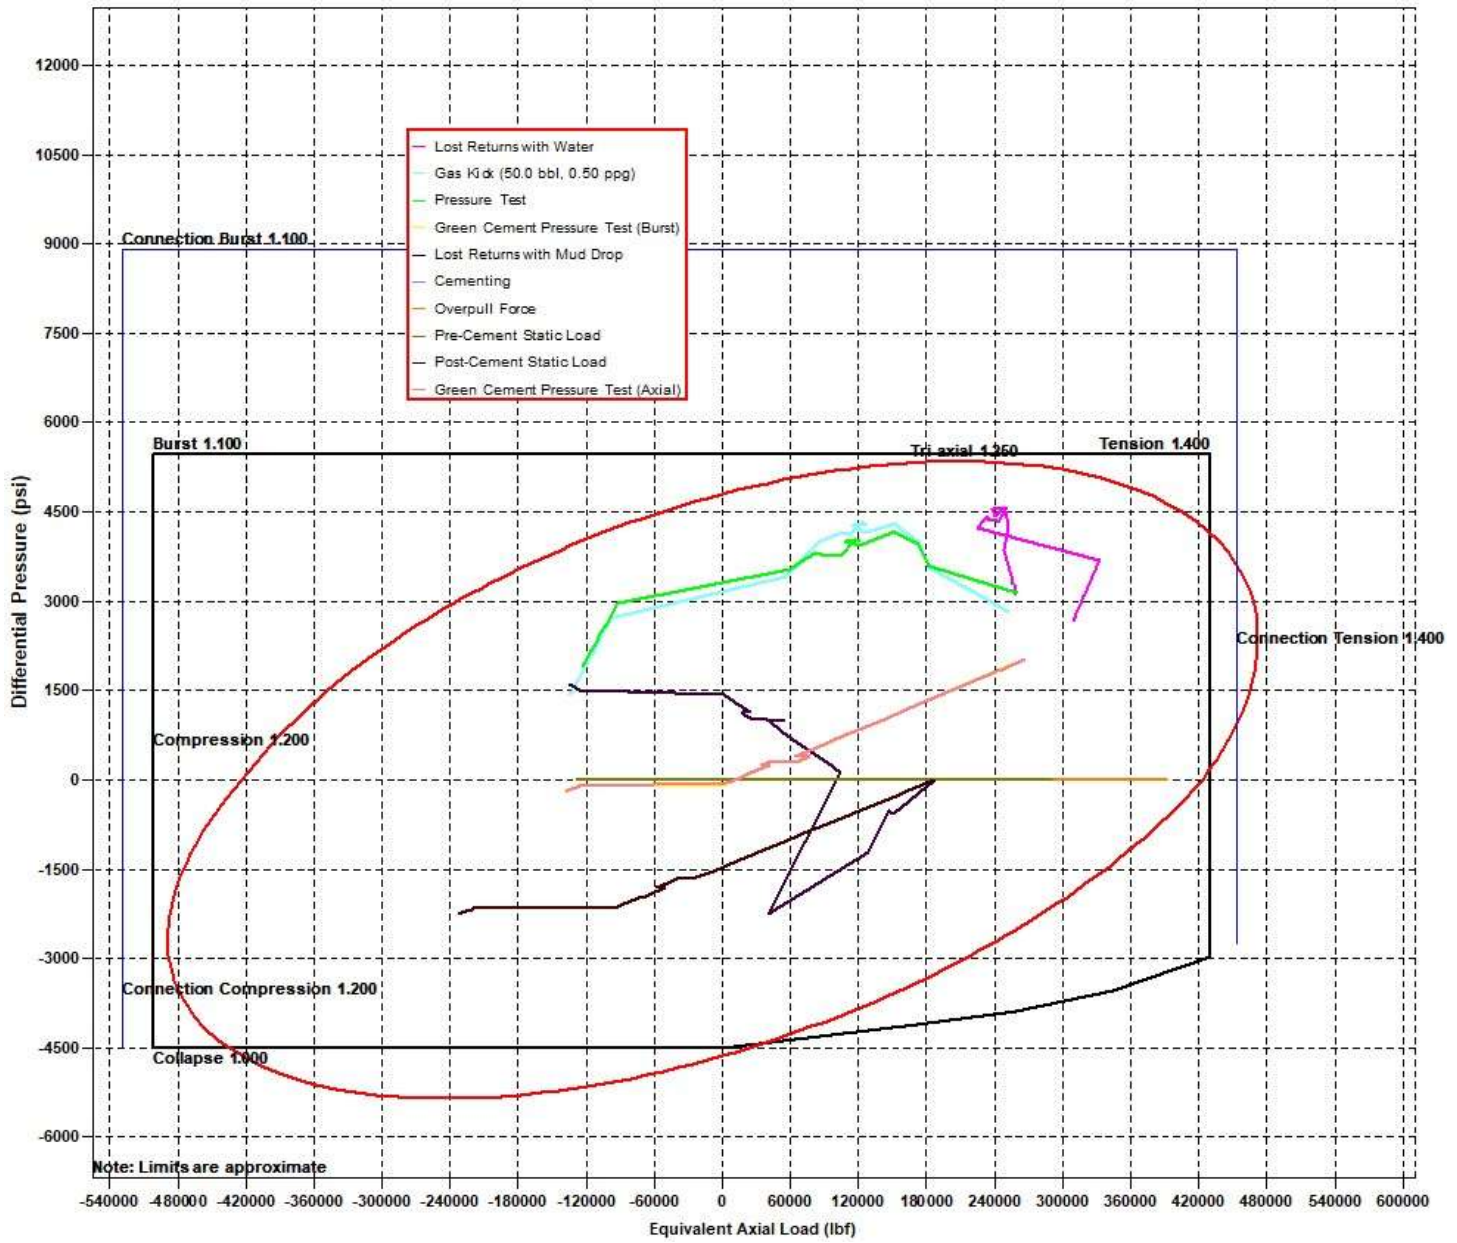 12000
10500
Lost Returns with Water
Gas Kick (50.0 bbl, 0.50 ppg)
Pressure Test
Green Cement Pressure Test (Burst)
Lost Returns with Mud Drop
Cementing
Overpull Force
Pre-Cement Static Load
Post-Cement Static Load
Green Cement Pressure Test (Axial)
9000
Connection Burst 1.100
7500
6000
Burst 1.100
Tri-axial 1.250
Tension 1.400
4500
3000
Connection Tension 1.400
1500
Compression 1.200
0
-1500
-3000
Connection Compression 1.200
-4500
Collapse 1.000
-6000
Differential Pressure (psi)
Note: Limits are approximate
-540000 -480000 -420000 -360000 -300000 -240000 -180000 -120000 -60000 0 60000 120000 180000 240000 300000 360000 420000 480000 540000 600000
Equivalent Axial Load (lbf)